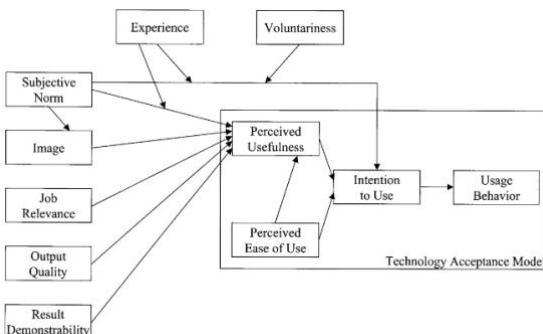 Experience
Voluntariness
Subjective
Norm
Image
Job
Relevance
Output
Quality
Result
Demonstrability
Perceived
Usefulness
Perceived
Ease of Use
Intention
to Use
Usage
Behavior
Technology Acceptance Model